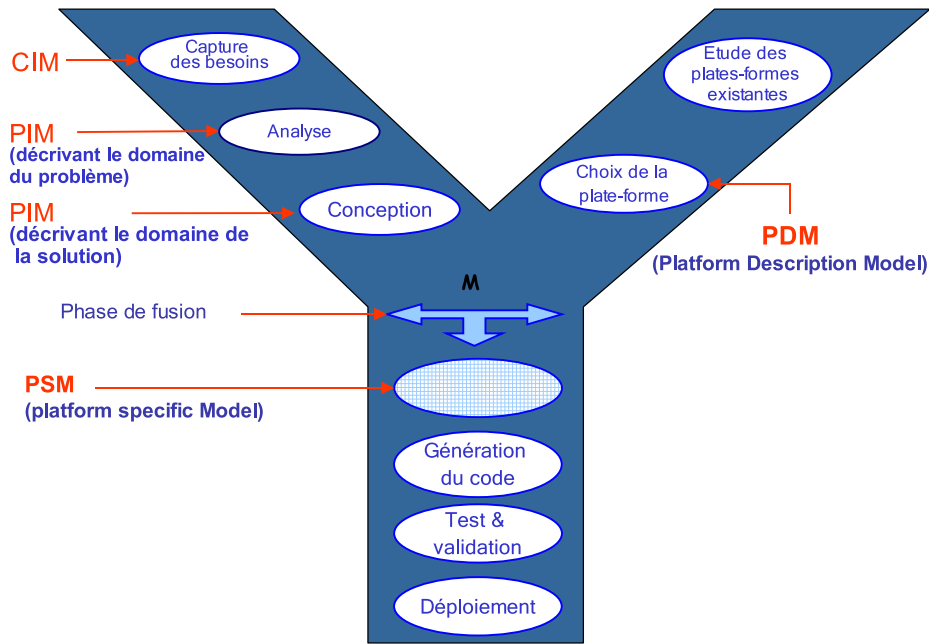 CIM
Capture
des besoins
Etude des
plates-formes
existantes
PIM
(décrivant le domaine
du problème)
Analyse
Choix de la
plate-forme
PIM
(décrivant le domaine de
la solution)
Conception
PDM
(Platform Description Model)
M
Phase de fusion
PSM
(platform specific Model)
Génération
du code
Test &
validation
Déploiement